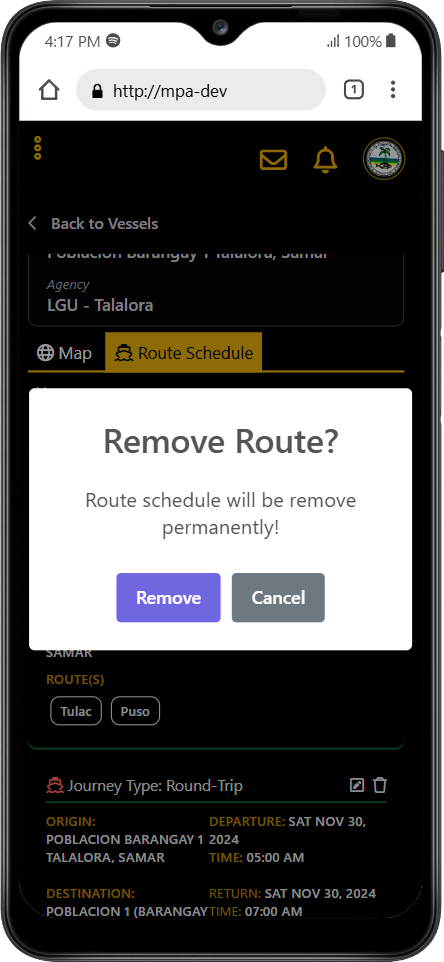 4:17 PM
100%
http://mpa-dev
1
Back to Vessels
Poblacion Barangay 1 Talalora, Samar
Agency
LGU - Talalora
Map
Route Schedule
Remove Route?
Route schedule will be remove
permanently!
Remove
Cancel
SAMAR
ROUTE(S)
Tulac
Puso
Journey Type: Round-Trip
ORIGIN:
POBLACION BARANGAY 1
TALALORA, SAMAR
DEPARTURE: SAT NOV 30,
2024
TIME: 05:00 AM
DESTINATION:
POBLACION 1 (BARANGAY
RETURN: SAT NOV 30, 2024
TIME: 07:00 AM